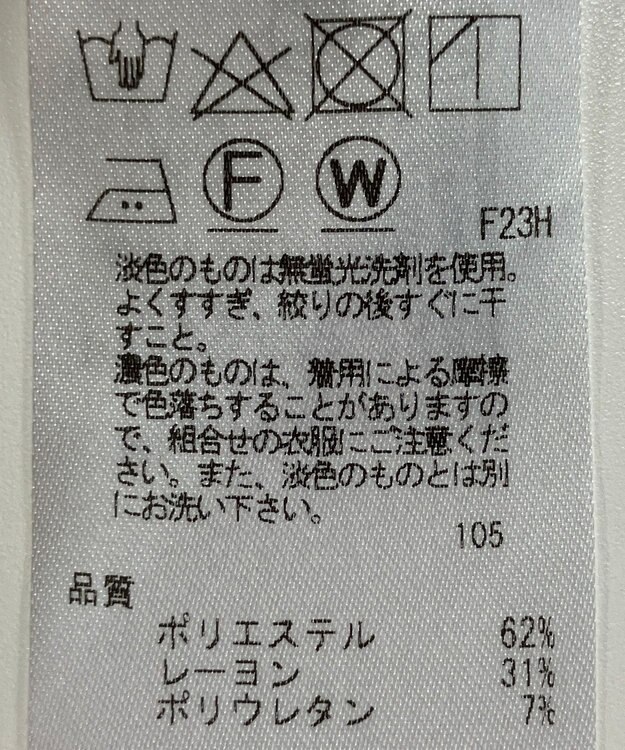 F
W
F23H
淡色のものは無蛍光洗剤を使用。
よくすすぎ、絞りの後すぐに干
すこと。
濃色のものは、着用による摩擦
で色落ちすることがありますの
で、組合せの衣服にご注意くだ
さい。また、淡色のものとは別
にお洗い下さい。
105
品質
ポリエステル 62%
レーヨン 31%
ポリウレタン 7%